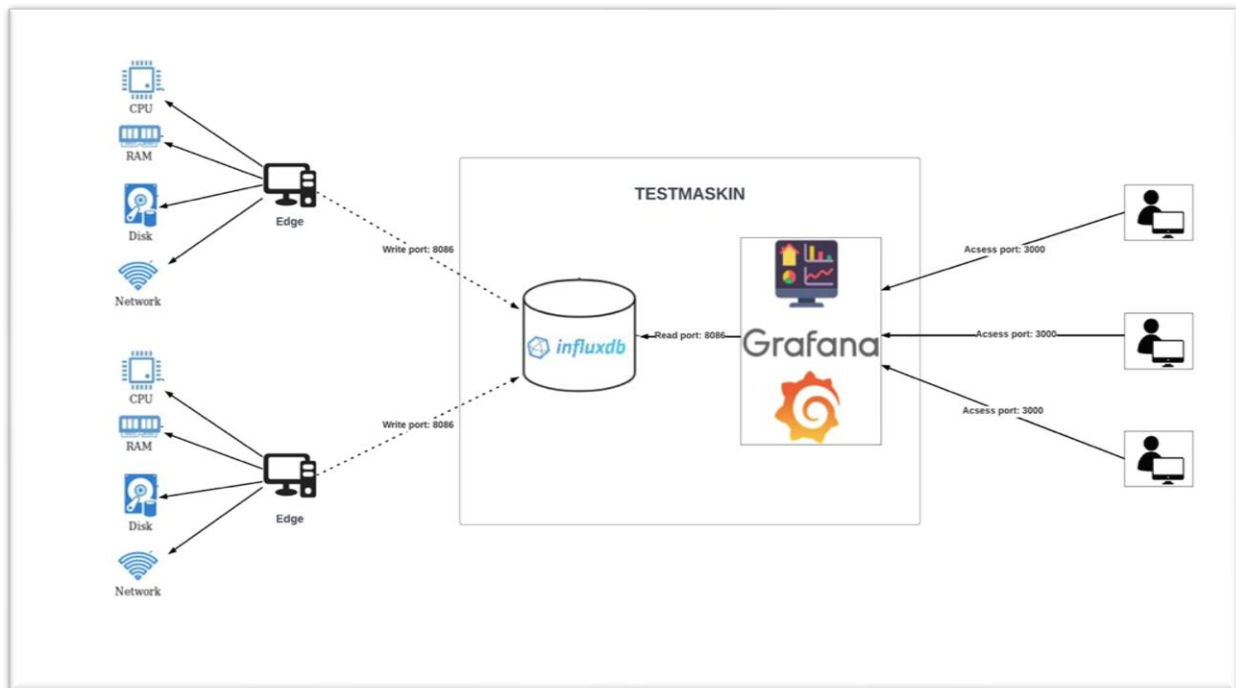 CPU
RAM
Disk
Network
Edge
Write port: 8086
CPU
RAM
Disk
Network
Edge
Write port: 8086
TESTMASKIN
influxdb
Read port: 8086
Grafana
Acsess port: 3000
Acsess port: 3000
Acsess port: 3000